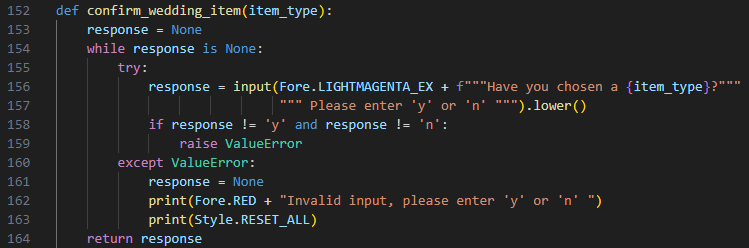 152 def confirm_wedding_item(item_type):
153     response = None
154     while response is None:
155         try:
156             response = input(Fore.LIGHTMAGENTA_EX + f"""Have you chosen a {item_type}?"""
157                              """ Please enter 'y' or 'n' """).lower()
158             if response != 'y' and response != 'n':
159                 raise ValueError
160         except ValueError:
161             response = None
162             print(Fore.RED + "Invalid input, please enter 'y' or 'n' ")
163             print(Style.RESET_ALL)
164     return response